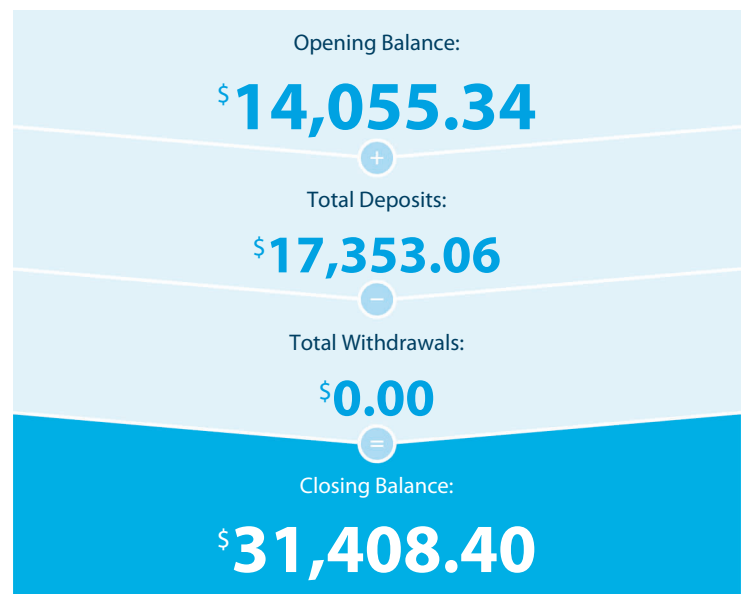 Opening Balance:
$14,055.34
+
Total Deposits:
$17,353.06
−
Total Withdrawals:
$0.00
=
Closing Balance:
$31,408.40